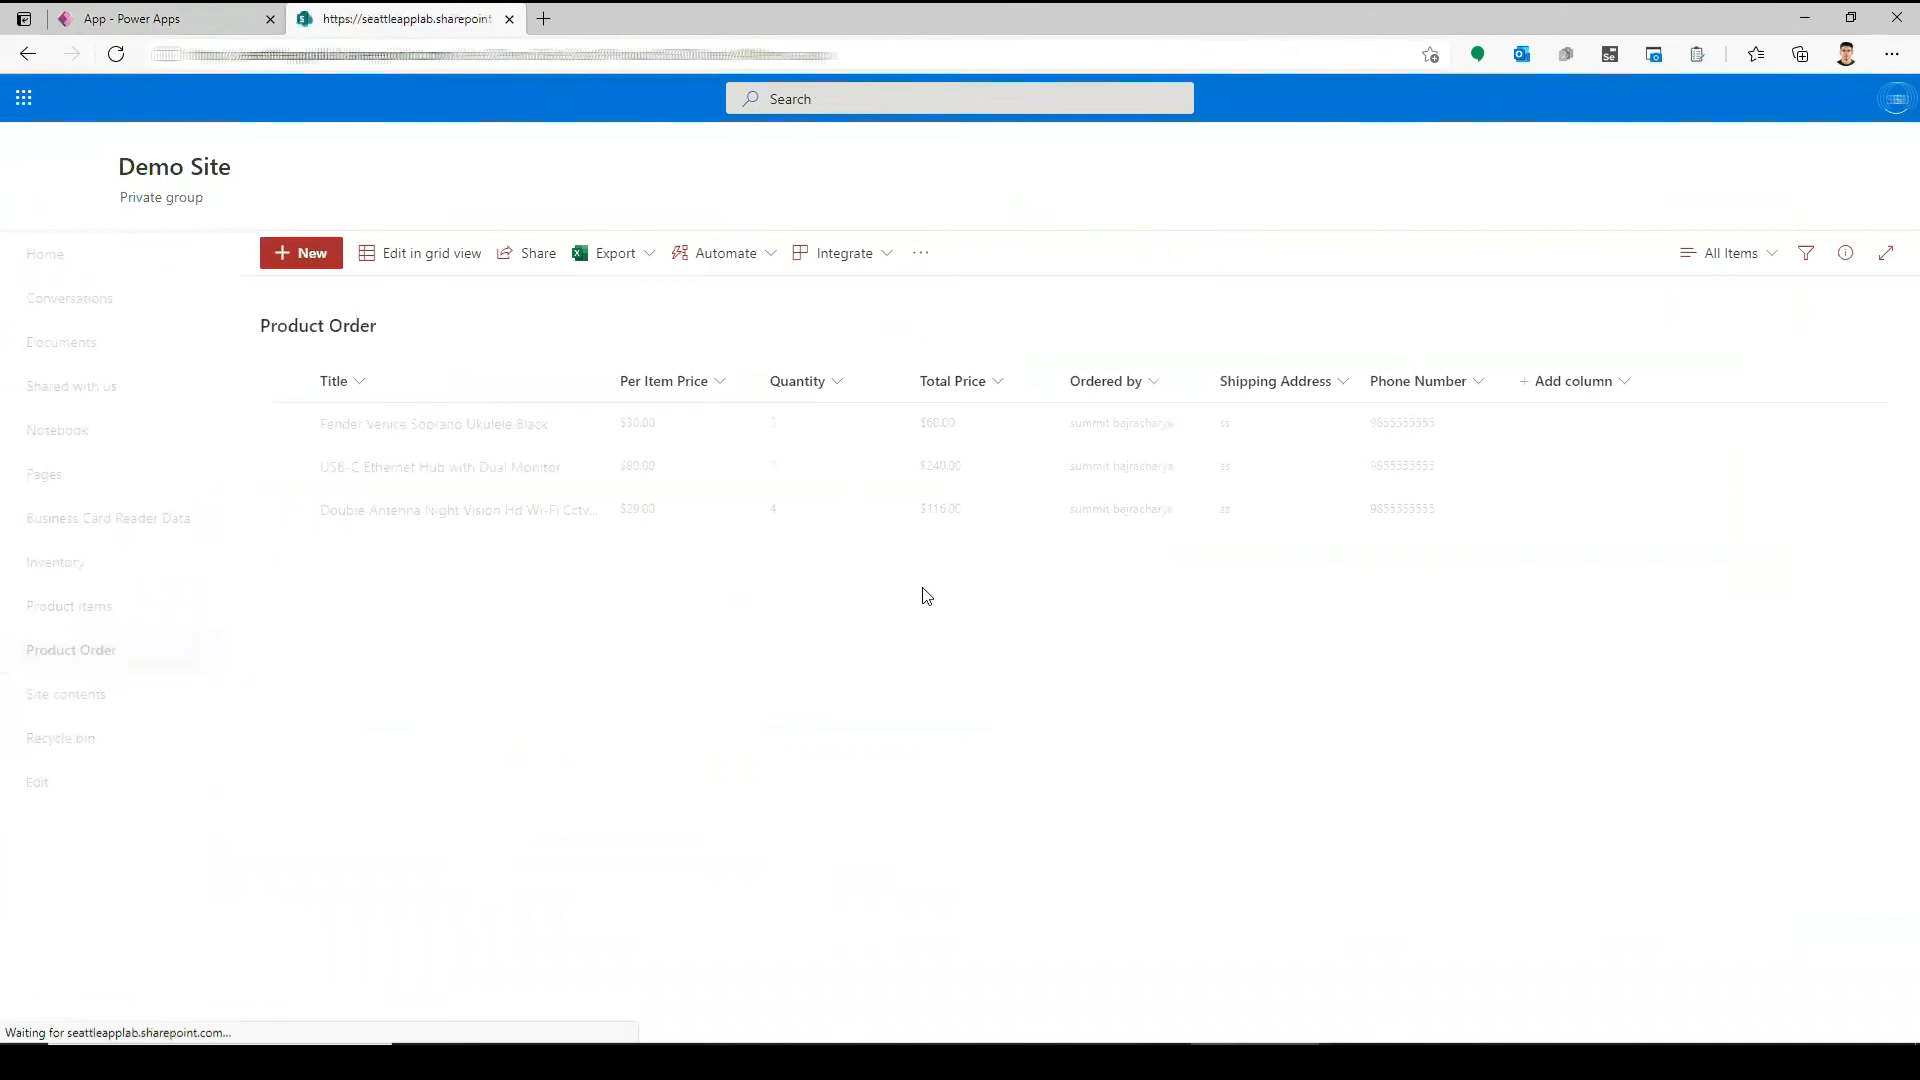 App - Power Apps
https://seattleapplab.sharepoint
Search
Demo Site
Private group
New
Edit in grid view
Share
Export
Automate
Integrate
All Items
Home
Conversations
Documents
Shared with us
Notebook
Pages
Business Card Reader Data
Inventory
Product Items
Product Order
Site contents
Recycle bin
Edit
Product Order
Title Per Item Price Quantity Total Price Ordered by Shipping Address Phone Number + Add column
Fender Venice Soprano Ukulele Black $30.00 $60.00 summit bajracharya ss 9855555555
USB-C Ethernet Hub with Dual Monitor $80.00 $240.00 summit bajracharya ss 9855555555
Double Antenna Night Vision Hd Wi-Fi Cctv... $29.00 4 $116.00 summit bajracharya ss 9855555555
Waiting for seattleapplab.sharepoint.com...